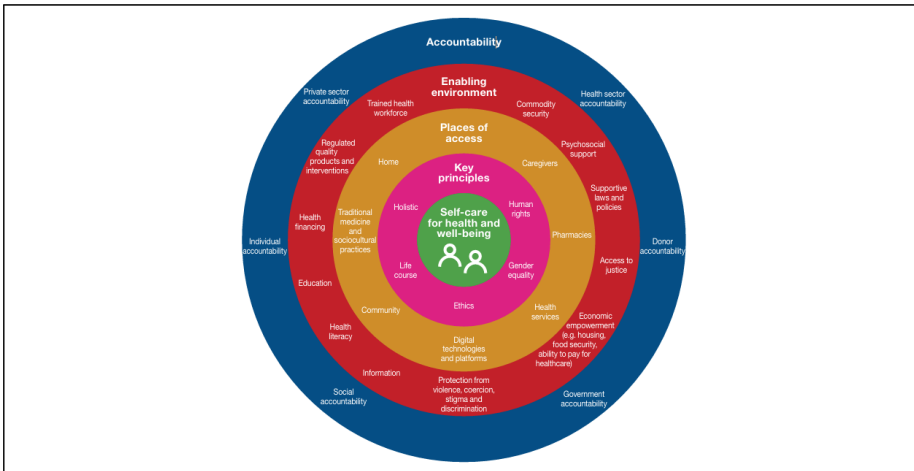 Accountability
Private sector
accountability
Health sector
accountability
Individual
accountability
Donor
accountability
Social
accountability
Government
accountability
Enabling
environment
Trained health
workforce
Commodity
security
Regulated
quality
products and
interventions
Psychosocial
support
Health
financing
Supportive
laws and
policies
Education
Access to
justice
Health
literacy
Economic
empowerment
(e.g. housing,
food security,
ability to pay for
healthcare)
Information
Protection from
violence, coercion,
stigma and
discrimination
Places of
access
Home
Caregivers
Traditional
medicine
and
sociocultural
practices
Pharmacies
Community
Health
services
Digital
technologies
and platforms
Key
principles
Holistic
Human
rights
Life
course
Gender
equality
Ethics
Self-care
for health and
well-being